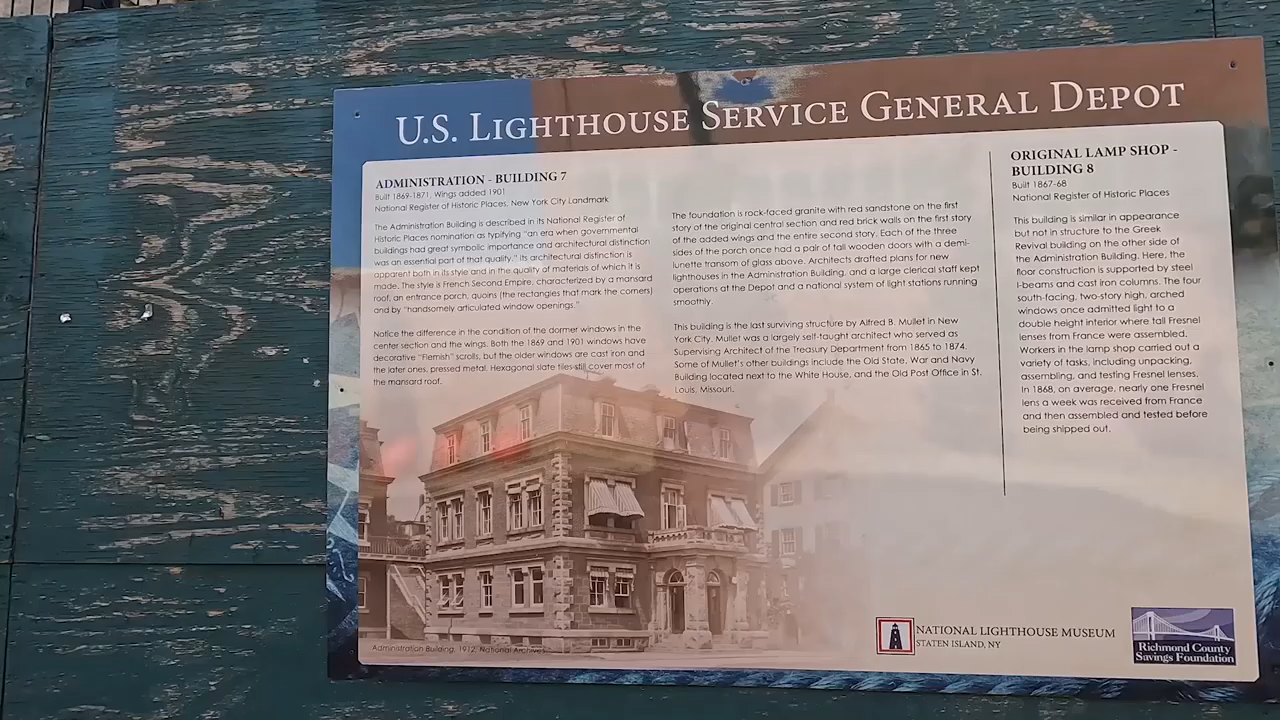 U.S. LIGHTHOUSE SERVICE GENERAL DEPOT
ADMINISTRATION - BUILDING 7
Built 1869-1871, Wings added 1901
National Register of Historic Places, New York City Landmark
The Administration Building is described in its National Register of
Historic Places nomination as typifying "an era when governmental
buildings had great symbolic importance and architectural distinction
was an essential part of that quality." Its architectural distinction is
apparent both in its style and in the quality of materials of which it is
made. The style is French Second Empire, characterized by a mansard
roof, an entrance porch, quoins (the rectangles that mark the corners)
and by "handsomely articulated window openings."
Notice the difference in the condition of the dormer windows in the
center section and the wings. Both the 1869 and 1901 windows have
decorative "Flemish" scrolls, but the older windows are cast iron and
the later ones, pressed metal. Hexagonal slate tiles still cover most of
the mansard roof.
The foundation is rock-faced granite with red sandstone on the first
story of the original central section and red brick walls on the first story
of the added wings and the entire second story. Each of the three
sides of the porch once had a pair of tall wooden doors with a demi-
lunette transom of glass above. Architects drafted plans for new
lighthouses in the Administration Building, and a large clerical staff kept
operations at the Depot and a national system of light stations running
smoothly.
This building is the last surviving structure by Alfred B. Mullet in New
York City. Mullet was a largely self-taught architect who served as
Supervising Architect of the Treasury Department from 1865 to 1874.
Some of Mullet's other buildings include the Old State, War and Navy
Building located next to the White House, and the Old Post Office in St.
Louis, Missouri.
ORIGINAL LAMP SHOP -
BUILDING 8
Built 1867-68
National Register of Historic Places
This building is similar in appearance
but not in structure to the Greek
Revival building on the other side of
the Administration Building. Here, the
floor construction is supported by steel
I-beams and cast iron columns. The four
south-facing, two-story high, arched
windows once admitted light to a
double height interior where tall Fresnel
lenses from France were assembled.
Workers in the lamp shop carried out a
variety of tasks, including unpacking,
assembling, and testing Fresnel lenses.
In 1868, on average, nearly one Fresnel
lens a week was received from France
and then assembled and tested before
being shipped out.
Administration Building, 1912, National Archives
NATIONAL LIGHTHOUSE MUSEUM
STATEN ISLAND, NY
Richmond County
Savings Foundation